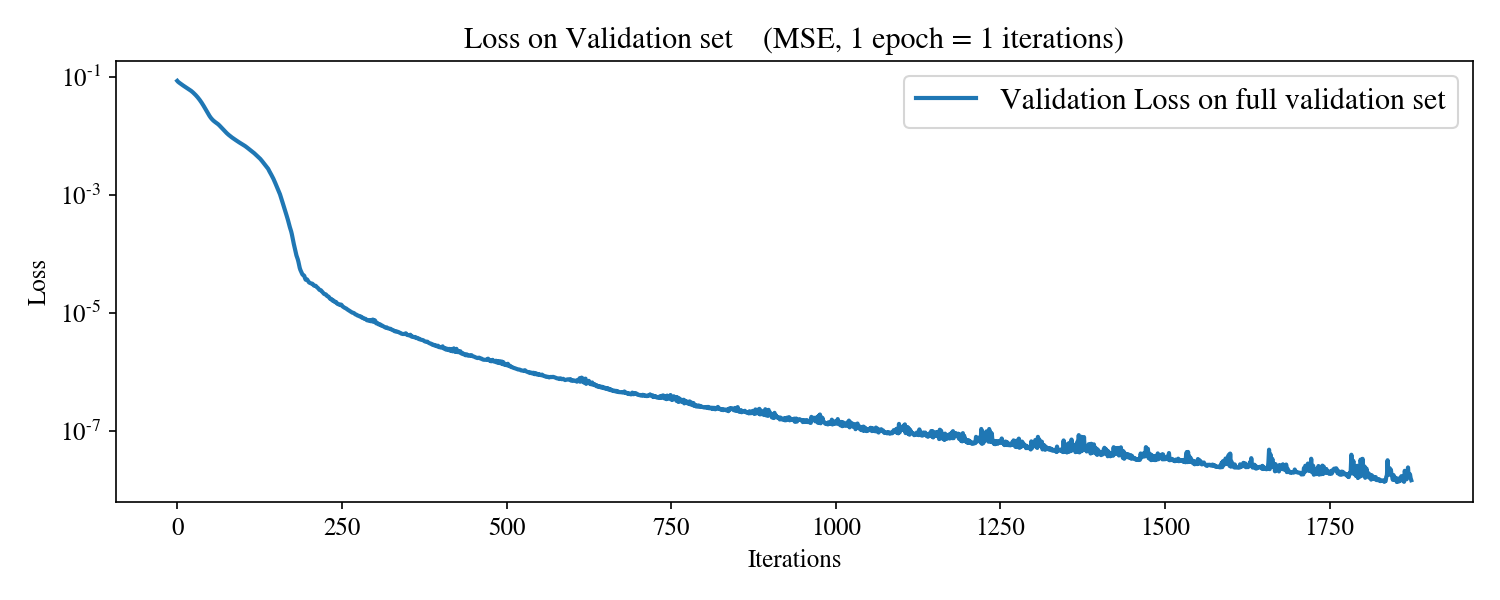 Loss on Validation set    (MSE, 1 epoch = 1 iterations)
Validation Loss on full validation set
10⁻¹
10⁻³
10⁻⁵
10⁻⁷
Loss
0 250 500 750 1000 1250 1500 1750
Iterations